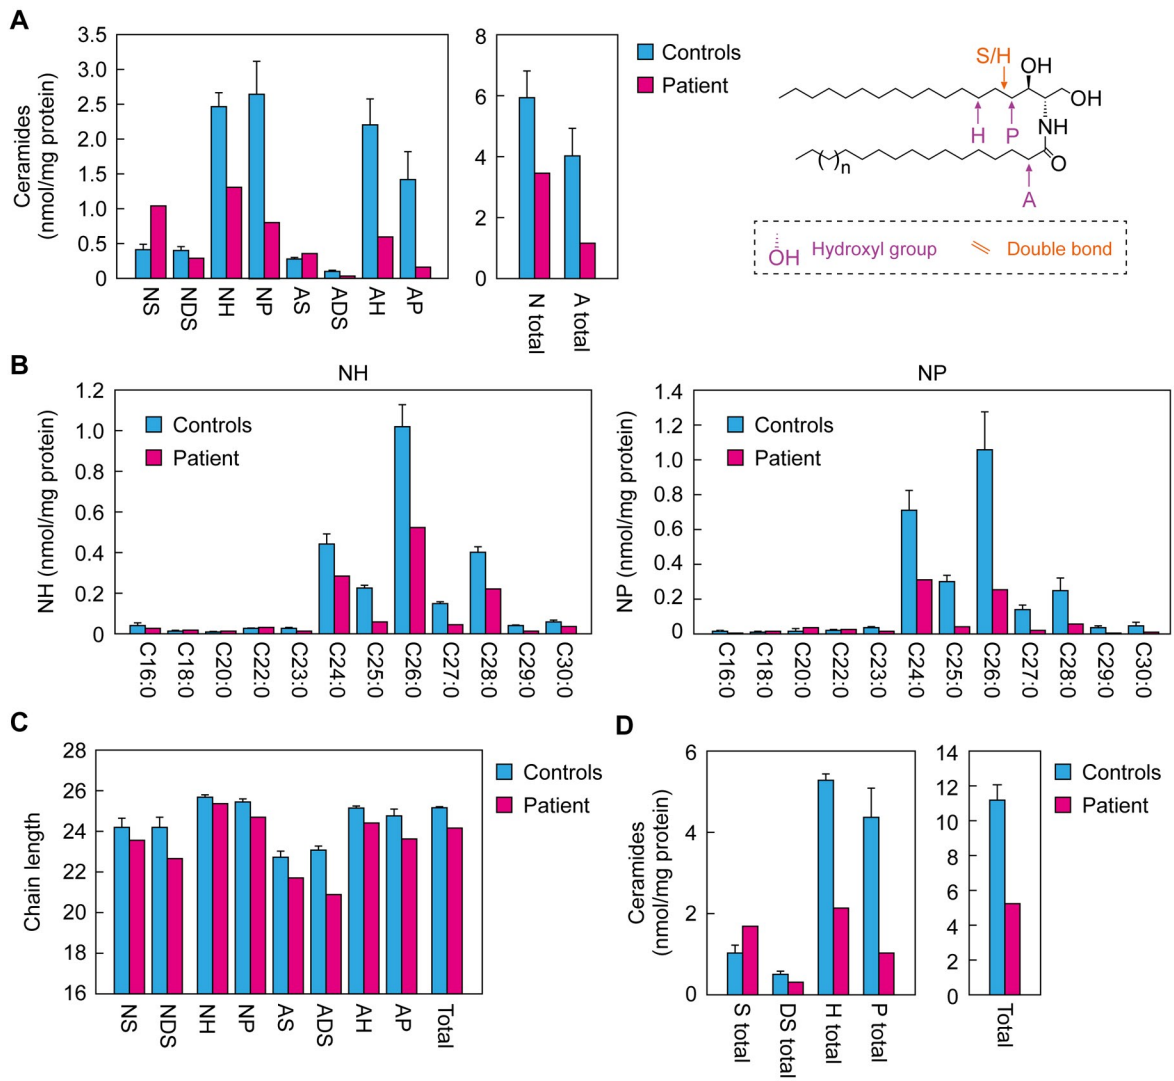 A
Ceramides
(nmol/mg protein)
3.5
3.0
2.5
2.0
1.5
1.0
0.5
0
NS
NDS
NH
NP
AS
ADS
AH
AP
8
6
4
2
0
N total
A total
Controls
Patient
S/H
OH
OH
H
P
NH
n
O
A
OH
Hydroxyl group
Double bond
B
NH
NH (nmol/mg protein)
1.2
1.0
0.8
0.6
0.4
0.2
0
Controls
Patient
C16:0
C18:0
C20:0
C22:0
C23:0
C24:0
C25:0
C26:0
C27:0
C28:0
C29:0
C30:0
NP
NP (nmol/mg protein)
1.4
1.2
1.0
0.8
0.6
0.4
0.2
0
Controls
Patient
C16:0
C18:0
C20:0
C22:0
C23:0
C24:0
C25:0
C26:0
C27:0
C28:0
C29:0
C30:0
C
Chain length
28
26
24
22
20
18
16
NS
NDS
NH
NP
AS
ADS
AH
AP
Total
Controls
Patient
D
Ceramides
(nmol/mg protein)
6
4
2
0
S total
DS total
H total
P total
14
12
10
8
6
4
2
0
Total
Controls
Patient